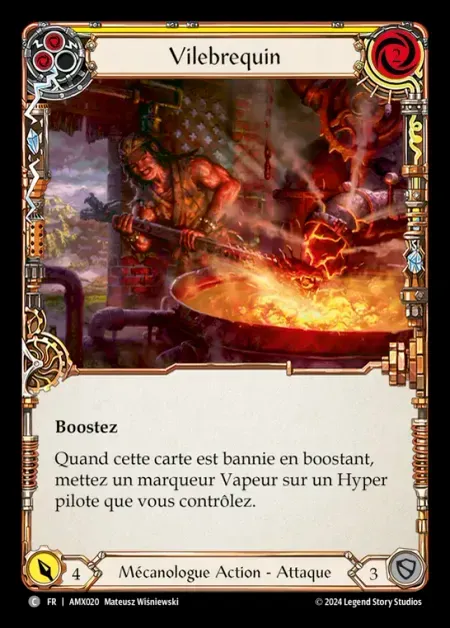 Vilebrequin
2
Boostez
Quand cette carte est bannie en boostant,
mettez un marqueur Vapeur sur un Hyper
pilote que vous contrôlez.
4
Mécanologue Action - Attaque
3
C FR | AMX020 Mateusz Wiśniewski
© 2024 Legend Story Studios